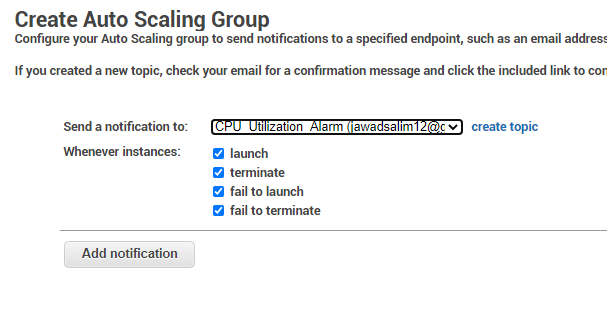 Create Auto Scaling Group
Configure your Auto Scaling group to send notifications to a specified endpoint, such as an email address
If you created a new topic, check your email for a confirmation message and click the included link to con
Send a notification to: CPU_Utilization_Alarm (jawadsalim12@g create topic
Whenever instances: launch
terminate
fail to launch
fail to terminate
Add notification